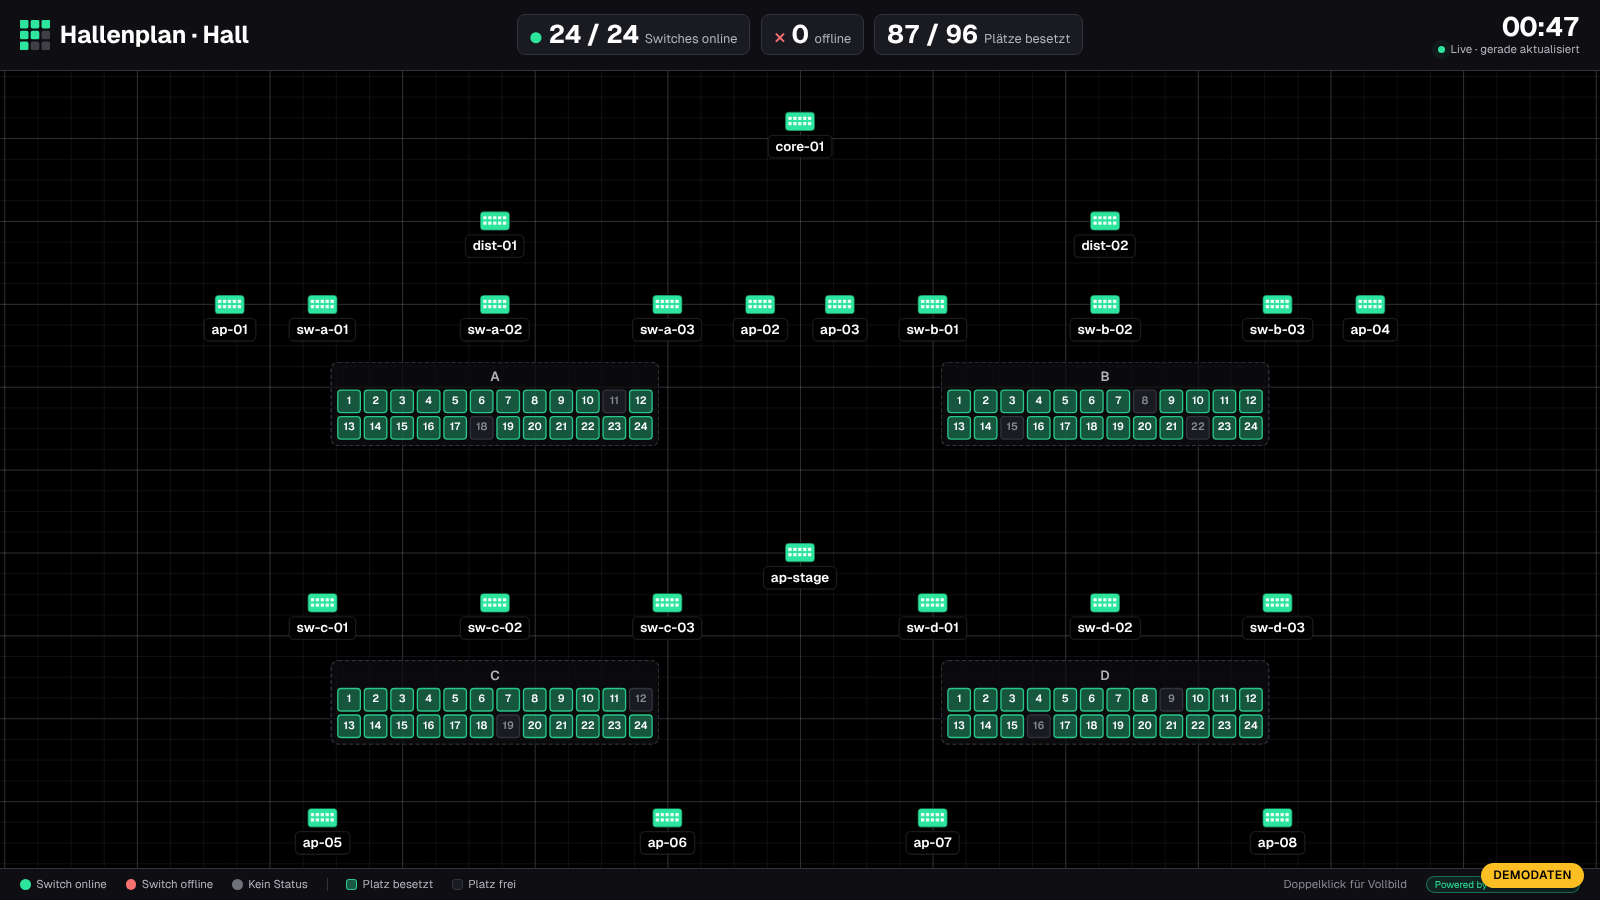 Hallenplan · Hall
24 / 24 Switches online
0 offline
87 / 96 Plätze besetzt
00:47
Live · gerade aktualisiert
core-01
dist-01
dist-02
ap-01
sw-a-01
sw-a-02
sw-a-03
ap-02
ap-03
sw-b-01
sw-b-02
sw-b-03
ap-04
A
1 2 3 4 5 6 7 8 9 10 11 12
13 14 15 16 17 18 19 20 21 22 23 24
B
1 2 3 4 5 6 7 8 9 10 11 12
13 14 15 16 17 18 19 20 21 22 23 24
ap-stage
sw-c-01
sw-c-02
sw-c-03
sw-d-01
sw-d-02
sw-d-03
C
1 2 3 4 5 6 7 8 9 10 11 12
13 14 15 16 17 18 19 20 21 22 23 24
D
1 2 3 4 5 6 7 8 9 10 11 12
13 14 15 16 17 18 19 20 21 22 23 24
ap-05
ap-06
ap-07
ap-08
Switch online
Switch offline
Kein Status
Platz besetzt
Platz frei
Doppelklick für Vollbild
Powered by
DEMODATEN